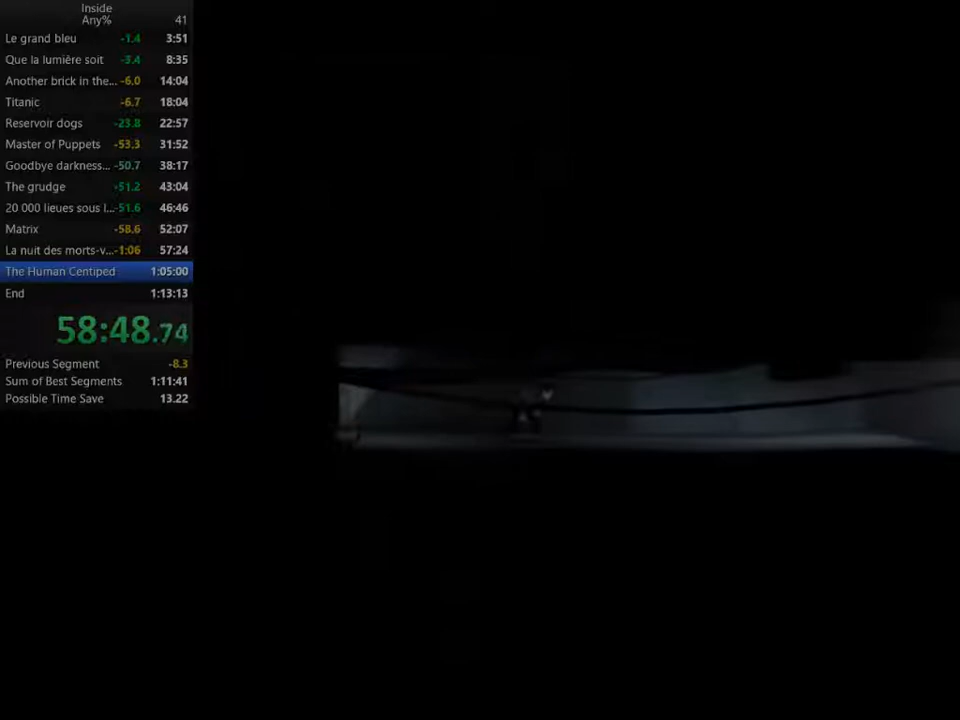 Inside
Any% 41
Le grand bleu -1.4 3:51
Que la lumière soit -3.4 8:35
Another brick in the... -6.0 14:04
Titanic -6.7 18:04
Reservoir dogs -23.8 22:57
Master of Puppets -53.3 31:52
Goodbye darkness... -50.7 38:17
The grudge -51.2 43:04
20 000 lieues sous l... -51.6 46:46
Matrix -58.6 52:07
La nuit des morts-v... -1:06 57:24
The Human Centiped 1:05:00
End 1:13:13
58:48.74
Previous Segment -8.3
Sum of Best Segments 1:11:41
Possible Time Save 13.22